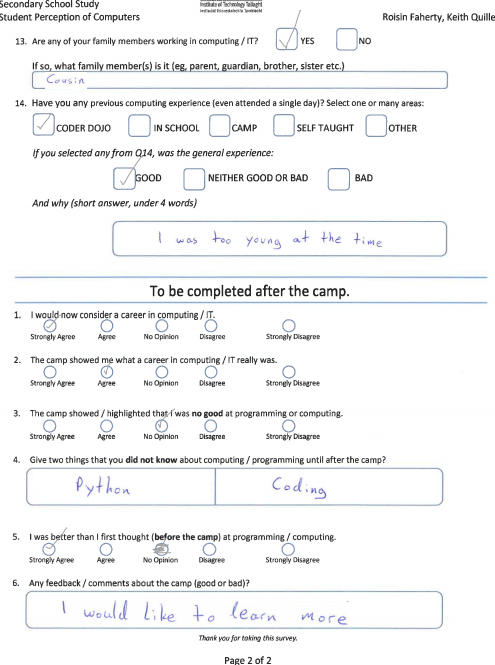 Secondary School Study
Institute of Technology Tallaght
Student Perception of Computers
Roisin Faherty, Keith Quille
13. Are any of your family members working in computing / IT? YES NO
If so, what family member(s) is it (eg, parent, guardian, brother, sister etc.)
Cousin
14. Have you any previous computing experience (even attended a single day)? Select one or many areas:
CODER DOJO IN SCHOOL CAMP SELF TAUGHT OTHER
If you selected any from Q14, was the general experience:
GOOD NEITHER GOOD OR BAD BAD
And why (short answer, under 4 words)
I was too young at the time
To be completed after the camp.
1. I would now consider a career in computing / IT.
Strongly Agree Agree No Opinion Disagree Strongly Disagree
2. The camp showed me what a career in computing / IT really was.
Strongly Agree Agree No Opinion Disagree Strongly Disagree
3. The camp showed / highlighted that I was no good at programming or computing.
Strongly Agree Agree No Opinion Disagree Strongly Disagree
4. Give two things that you did not know about computing / programming until after the camp?
Python Coding
5. I was better than I first thought (before the camp) at programming / computing.
Strongly Agree Agree No Opinion Disagree Strongly Disagree
6. Any feedback / comments about the camp (good or bad)?
I would like to learn more
Thank you for taking this survey.
Page 2 of 2